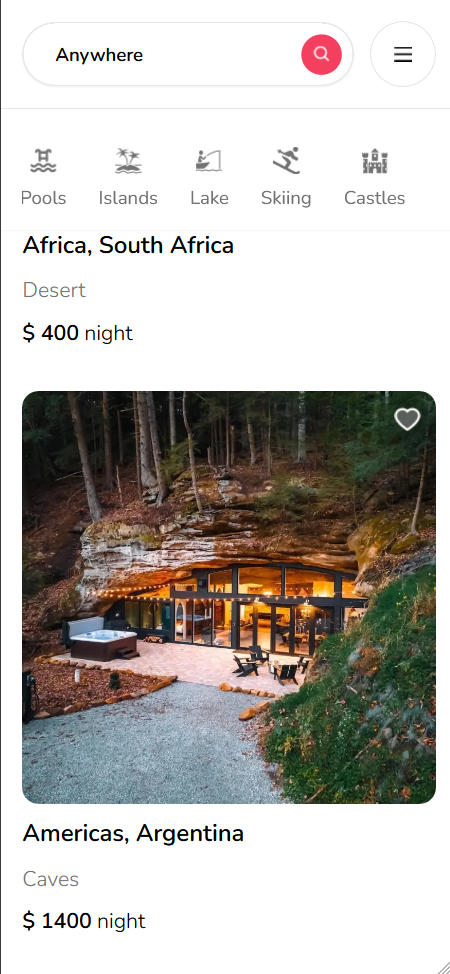 Anywhere
Pools Islands Lake Skiing Castles
Africa, South Africa
Desert
$ 400 night
Americas, Argentina
Caves
$ 1400 night